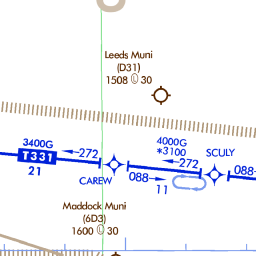 Leeds Muni
(D31)
1508 30
3400G
272
T331
21
4000G
*3100
272
SCULY
088
CAREW
088
11
Maddock Muni
(6D3)
1600 30